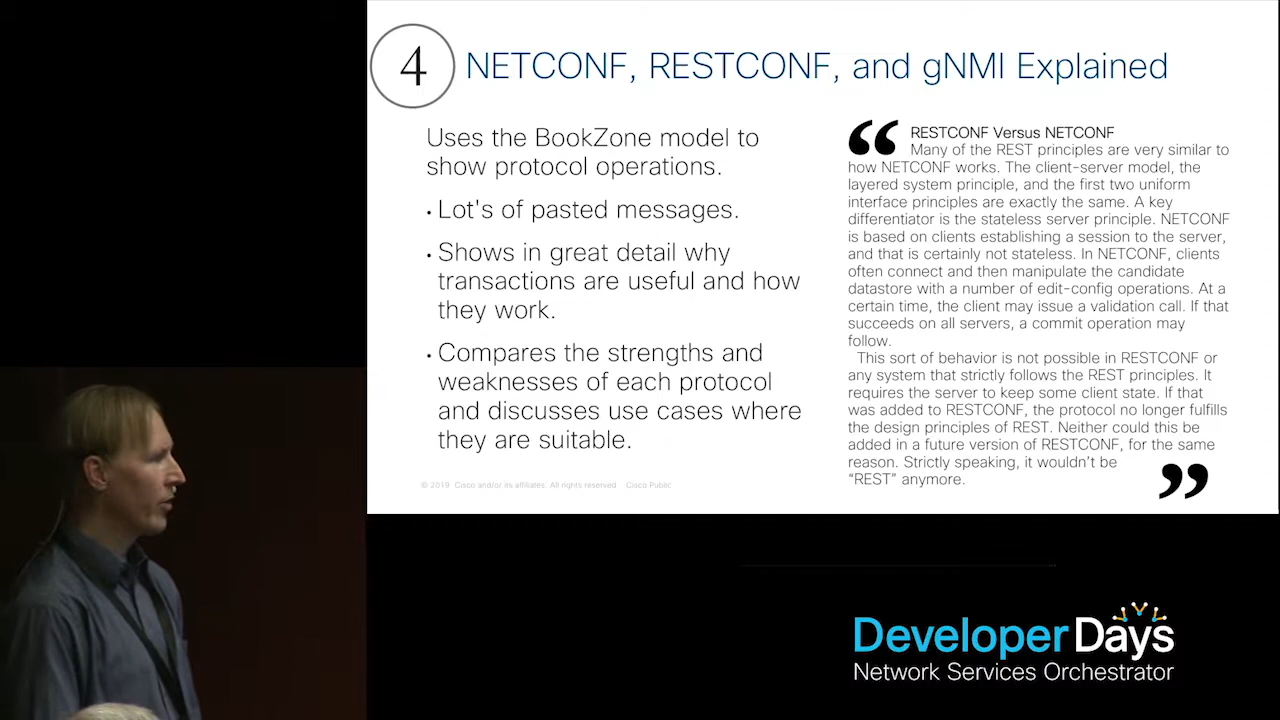 4
NETCONF, RESTCONF, and gNMI Explained
Uses the BookZone model to
show protocol operations.
• Lot's of pasted messages.
• Shows in great detail why
transactions are useful and how
they work.
• Compares the strengths and
weaknesses of each protocol
and discusses use cases where
they are suitable.
© 2019 Cisco and/or its affiliates. All rights reserved Cisco Public
“
RESTCONF Versus NETCONF
Many of the REST principles are very similar to
how NETCONF works. The client-server model, the
layered system principle, and the first two uniform
interface principles are exactly the same. A key
differentiator is the stateless server principle. NETCONF
is based on clients establishing a session to the server,
and that is certainly not stateless. In NETCONF, clients
often connect and then manipulate the candidate
datastore with a number of edit-config operations. At a
certain time, the client may issue a validation call. If that
succeeds on all servers, a commit operation may
follow.
This sort of behavior is not possible in RESTCONF or
any system that strictly follows the REST principles. It
requires the server to keep some client state. If that
was added to RESTCONF, the protocol no longer fulfills
the design principles of REST. Neither could this be
added in a future version of RESTCONF, for the same
reason. Strictly speaking, it wouldn't be
“REST” anymore.
”
Developer Days
Network Services Orchestrator